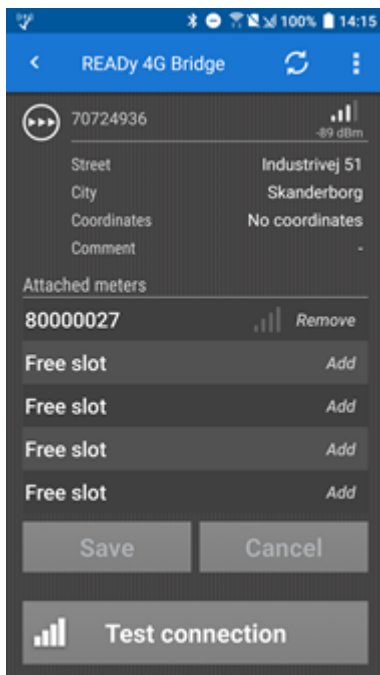 100% 14:15
READy 4G Bridge
70724936
-89 dBm
Street Industrivej 51
City Skanderborg
Coordinates No coordinates
Comment -
Attached meters
80000027 Remove
Free slot Add
Free slot Add
Free slot Add
Free slot Add
Save Cancel
Test connection